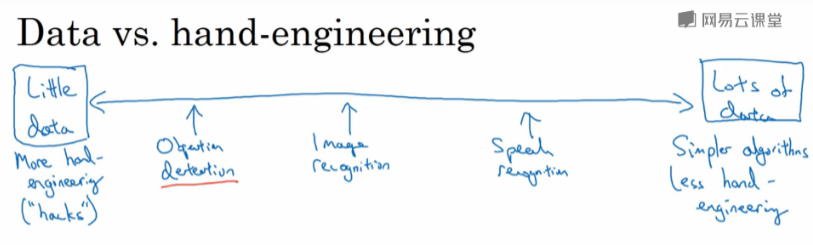 Data vs. hand-engineering
网易云课堂
Little
data
Lots of
data
Object
detection
Image
recognition
Speech
recognition
More hand-
engineering
("hacks")
Simpler algorithms
Less hand-
engineering